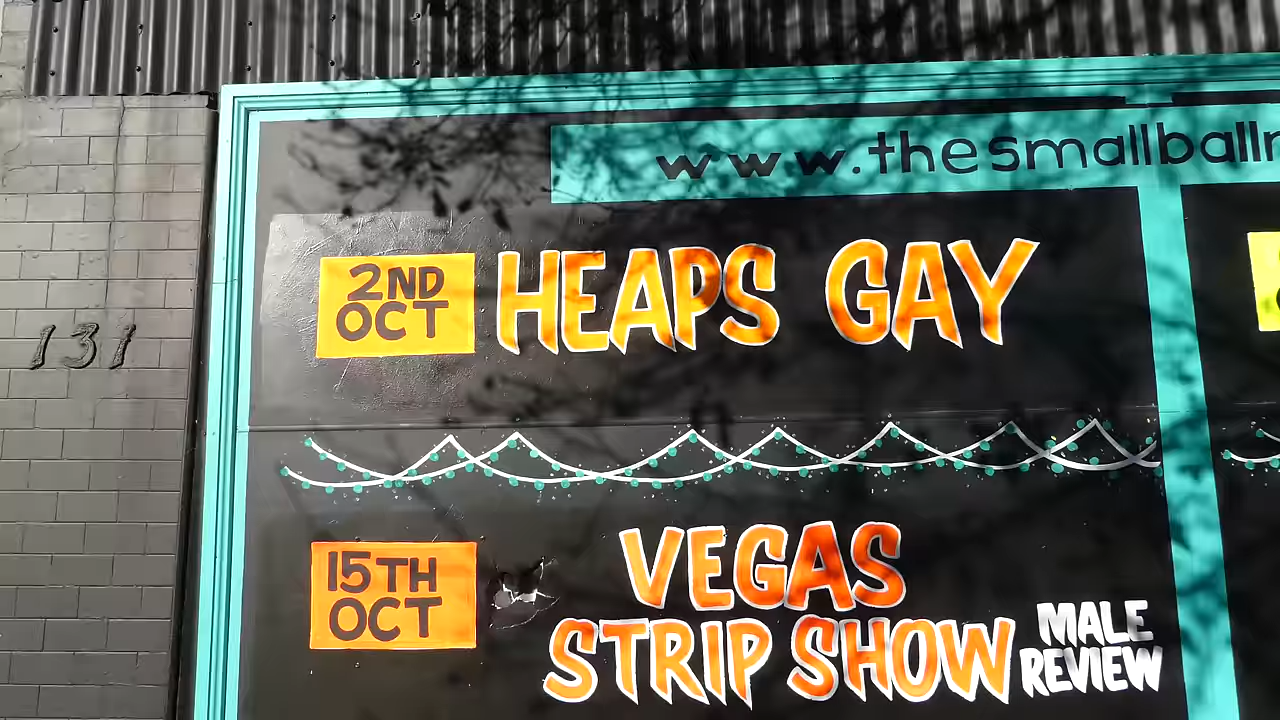 www.thesmallball
2ND
OCT
HEAPS GAY
131
15TH
OCT
VEGAS
STRIP SHOW
MALE
REVIEW